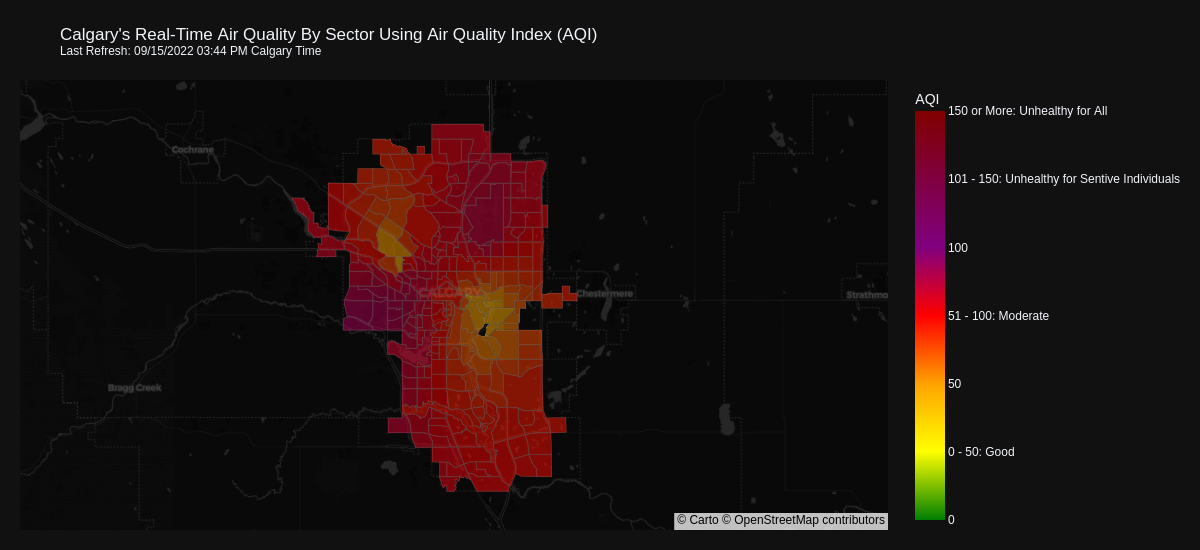 Calgary's Real-Time Air Quality By Sector Using Air Quality Index (AQI)
Last Refresh: 09/15/2022 03:44 PM Calgary Time
AQI
150 or More: Unhealthy for All
Cochrane
101 - 150: Unhealthy for Sentive Individuals
100
CALGARY
Chestermere
Strathmo
51 - 100: Moderate
50
Bragg Creek
0 - 50: Good
0
© Carto © OpenStreetMap contributors